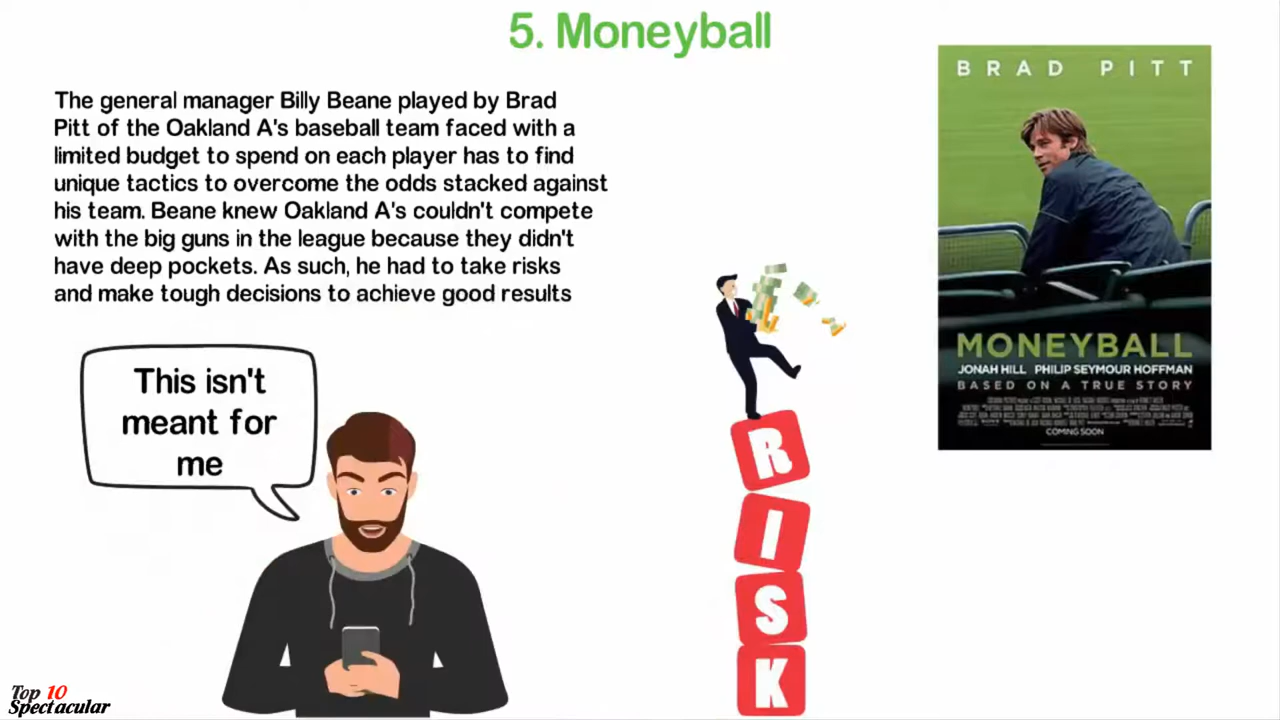 5. Moneyball
The general manager Billy Beane played by Brad
Pitt of the Oakland A's baseball team faced with a
limited budget to spend on each player has to find
unique tactics to overcome the odds stacked against
his team. Beane knew Oakland A's couldn't compete
with the big guns in the league because they didn't
have deep pockets. As such, he had to take risks
and make tough decisions to achieve good results
BRAD PITT
MONEYBALL
JONAH HILL PHILIP SEYMOUR HOFFMAN
BASED ON A TRUE STORY
COMING SOON
This isn't
meant for
me
R
I
S
K
Top 10
Spectacular